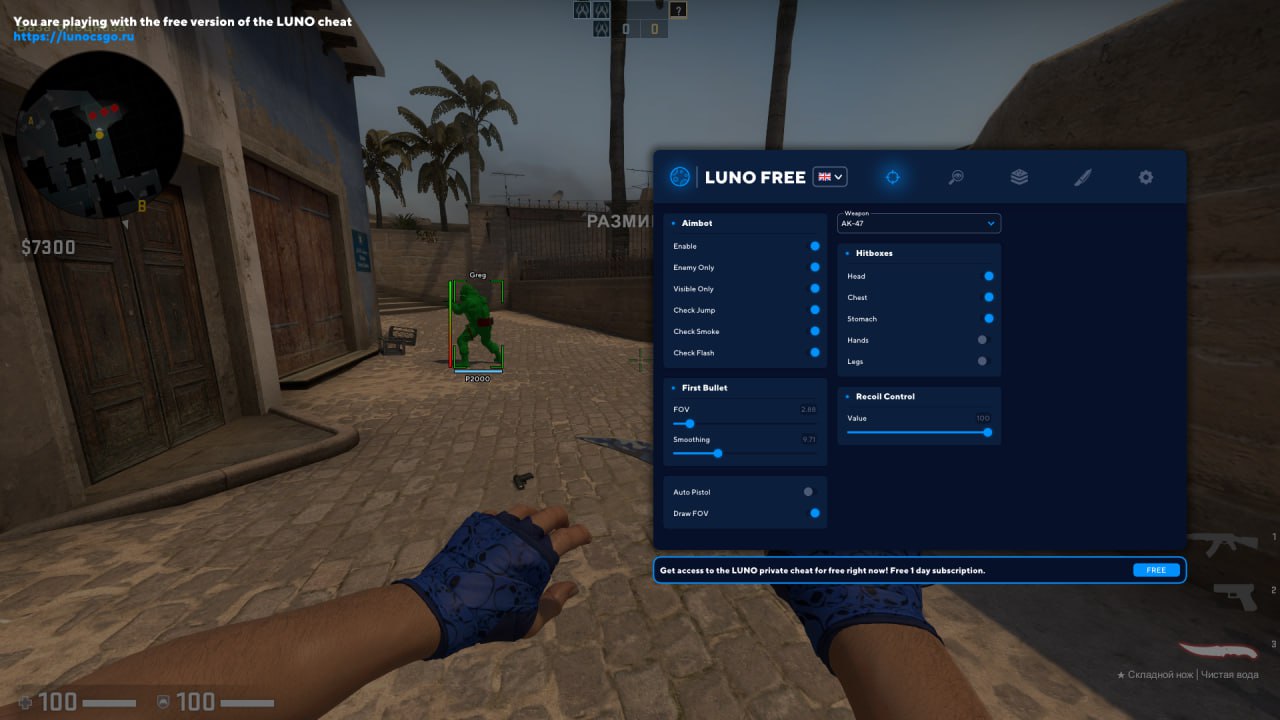 You are playing with the free version of the LUNO cheat
https://lunocsgo.ru
?
0 0
A
B
$7300
РАЗМИ
Greg
P2000
LUNO FREE
Aimbot
Enable
Enemy Only
Visible Only
Check Jump
Check Smoke
Check Flash
First Bullet
FOV 2.88
Smoothing 9.71
Auto Pistol
Draw FOV
Weapon
AK-47
Hitboxes
Head
Chest
Stomach
Hands
Legs
Recoil Control
Value 100
Get access to the LUNO private cheat for free right now! Free 1 day subscription.
FREE
1
2
3
★ Складной нож | Чистая вода
100 100